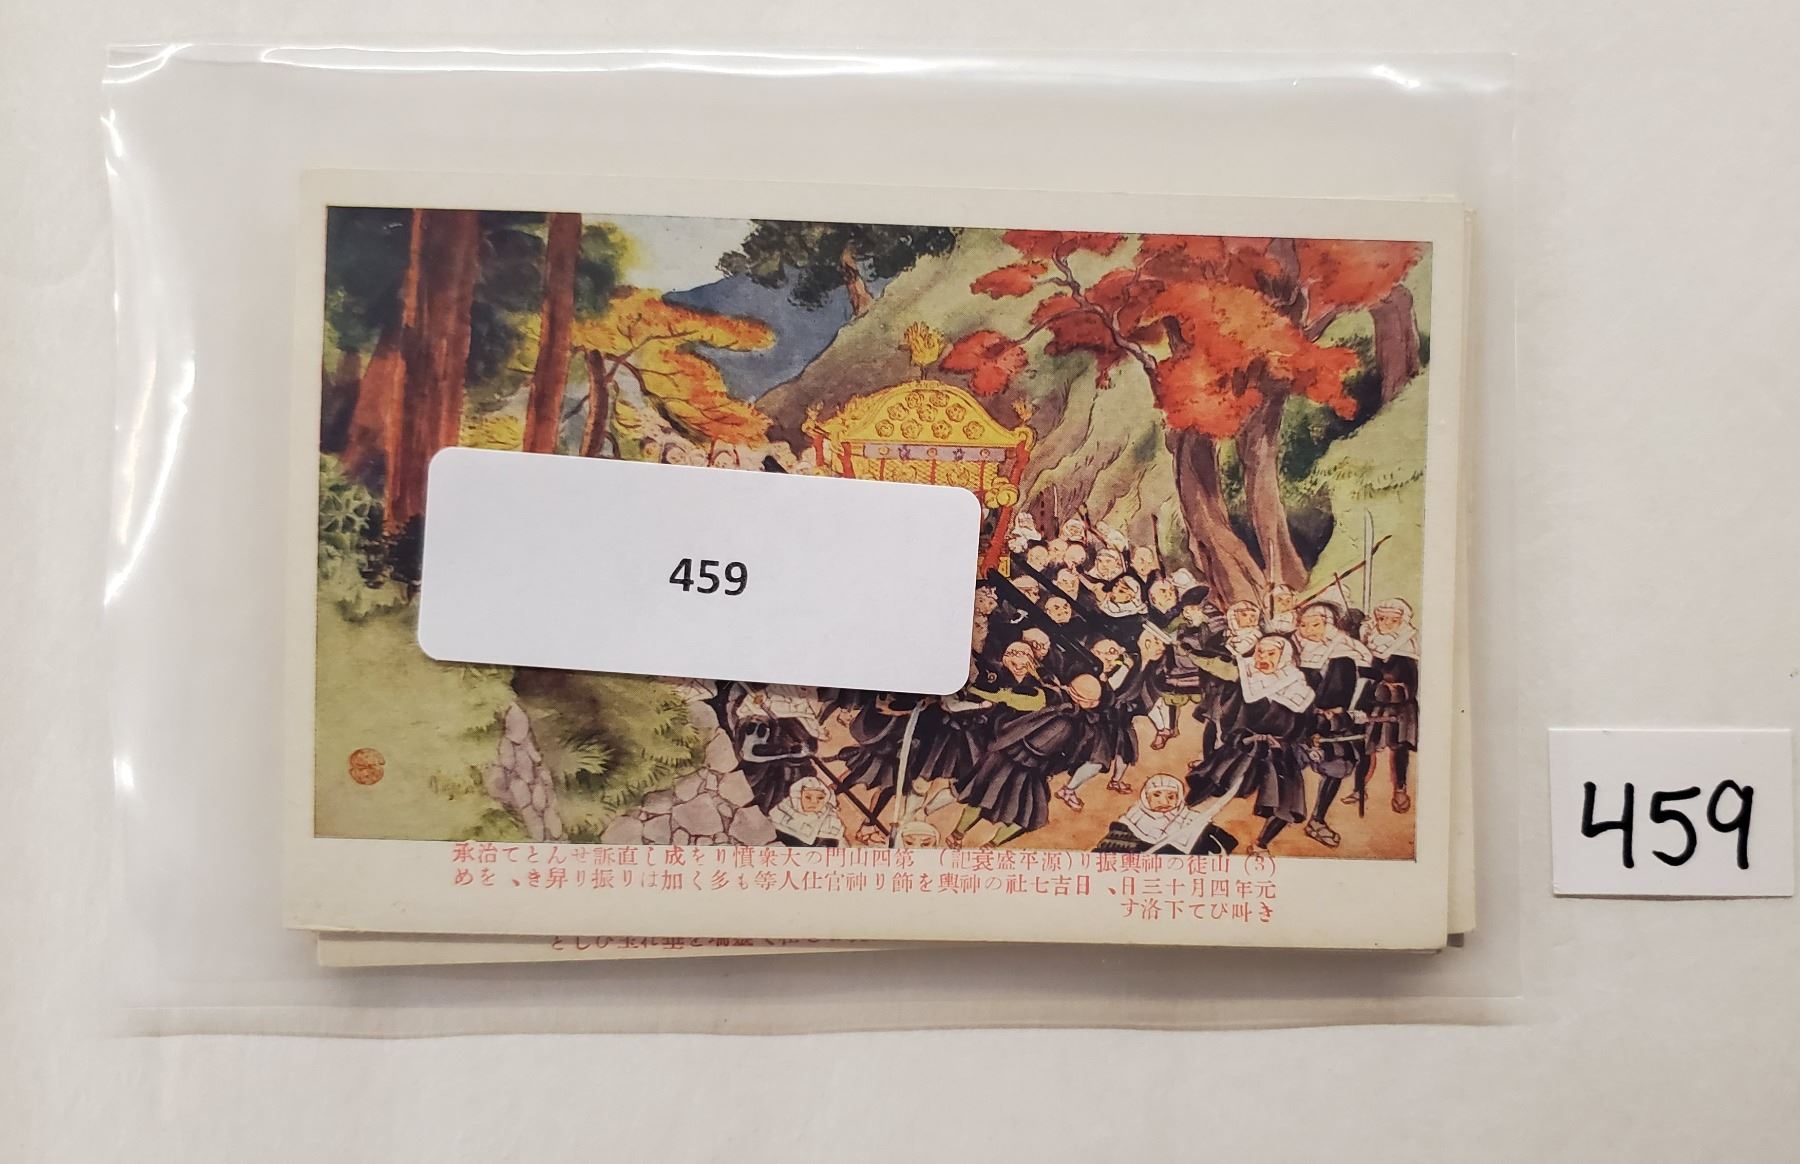 459
(3) 山徒の神輿振り(源平盛衰記) 第四山門の大衆憤りを成し直訴せんとて治承
元年四月十三日、日吉七社の神輿を飾り神官仕人等も多く加はり振り舁き、をめ
き叫びて下洛す
459